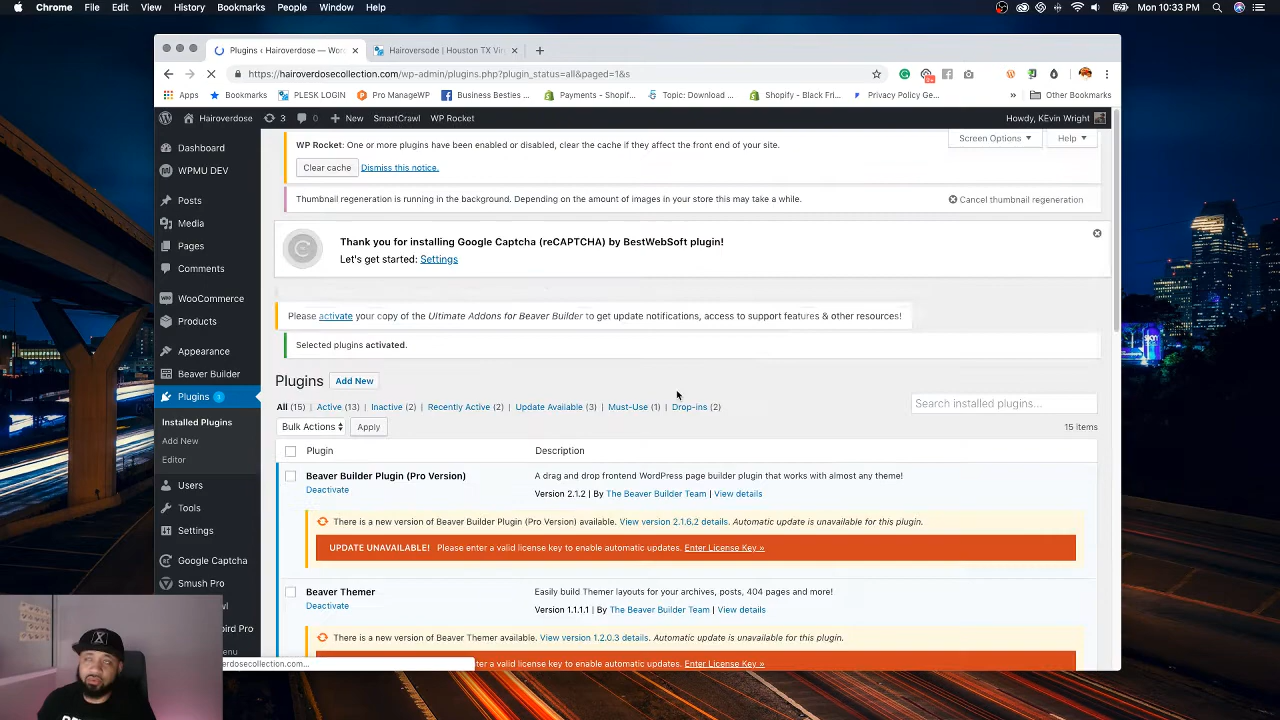 Chrome File Edit View History Bookmarks People Window Help
Mon 10:33 PM
Plugins ‹ Hairoverdose — Worc
Hairoversode | Houston TX Vir
https://hairoverdosecollection.com/wp-admin/plugins.php?plugin_status=all&paged=1&s
Apps Bookmarks PLESK LOGIN Pro ManageWP Business Besties ... Payments - Shopif... Topic: Download ... Shopify - Black Fri... Privacy Policy Ge... » Other Bookmarks
Hairoverdose 3 0 + New SmartCrawl WP Rocket Howdy, KEvin Wright
Dashboard
WPMU DEV
Posts
Media
Pages
Comments
WooCommerce
Products
Appearance
Beaver Builder
Plugins 1
Installed Plugins
Add New
Editor
Users
Tools
Settings
Google Captcha
Smush Pro
Screen Options Help
WP Rocket: One or more plugins have been enabled or disabled, clear the cache if they affect the front end of your site.
Clear cache Dismiss this notice.
Thumbnail regeneration is running in the background. Depending on the amount of images in your store this may take a while.
Cancel thumbnail regeneration
Thank you for installing Google Captcha (reCAPTCHA) by BestWebSoft plugin!
Let's get started: Settings
Please activate your copy of the Ultimate Addons for Beaver Builder to get update notifications, access to support features & other resources!
Selected plugins activated.
Plugins Add New
All (15) | Active (13) | Inactive (2) | Recently Active (2) | Update Available (3) | Must-Use (1) | Drop-ins (2)
Search installed plugins...
Bulk Actions Apply
15 items
Plugin Description
Beaver Builder Plugin (Pro Version)
Deactivate
A drag and drop frontend WordPress page builder plugin that works with almost any theme!
Version 2.1.2 | By The Beaver Builder Team | View details
There is a new version of Beaver Builder Plugin (Pro Version) available. View version 2.1.6.2 details. Automatic update is unavailable for this plugin.
UPDATE UNAVAILABLE! Please enter a valid license key to enable automatic updates. Enter License Key »
Beaver Themer
Deactivate
Easily build Themer layouts for your archives, posts, 404 pages and more!
Version 1.1.1.1 | By The Beaver Builder Team | View details
There is a new version of Beaver Themer available. View version 1.2.0.3 details. Automatic update is unavailable for this plugin.
ter a valid license key to enable automatic updates. Enter License Key »
erdosecollection.com...